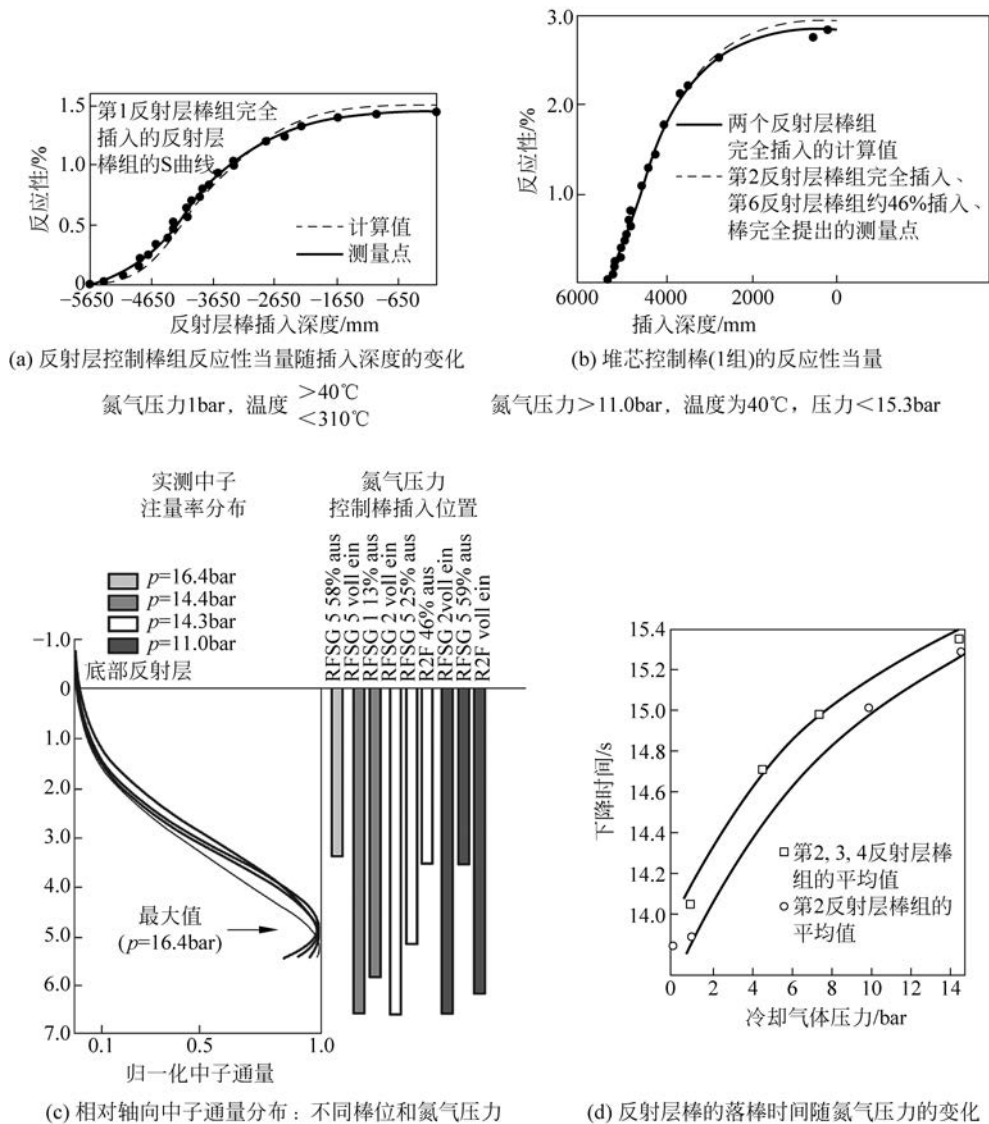 1.5
1.0
0.5
0
反应性/%
第1反射层棒组完全
插入的反射层
棒组的S曲线
计算值
测量点
−5650 −4650 −3650 −2650 −1650 −650
反射层棒插入深度/mm
(a) 反射层控制棒组反应性当量随插入深度的变化
氮气压力1bar，温度
>40℃
<310℃
3.0
2.0
1.0
反应性/%
两个反射层棒组
完全插入的计算值
第2反射层棒组完全插入、
第6反射层棒组约46%插入、
棒完全提出的测量点
6000 4000 2000 0
插入深度/mm
(b) 堆芯控制棒(1组)的反应性当量
氮气压力>11.0bar，温度为40℃，压力<15.3bar
实测中子
注量率分布
氮气压力
控制棒插入位置
p=16.4bar
p=14.4bar
p=14.3bar
p=11.0bar
RFSG 5 58% aus
RFSG 5 voll ein
RFSG 1 13% aus
RFSG 2 voll ein
RFSG 5 25% aus
R2F 46% aus
RFSG 2voll ein
RFSG 5 59% aus
R2F voll ein
−1.0
底部反射层
0
1.0
2.0
3.0
4.0
5.0
6.0
7.0
最大值
(p=16.4bar)
0.1 0.5 1.0
归一化中子通量
(c) 相对轴向中子通量分布：不同棒位和氮气压力
15.4
15.2
15.0
14.8
14.6
14.4
14.2
14.0
下降时间/s
第2, 3, 4反射层棒
组的平均值
第2反射层棒组的
平均值
0 2 4 6 8 10 12 14
冷却气体压力/bar
(d) 反射层棒的落棒时间随氮气压力的变化